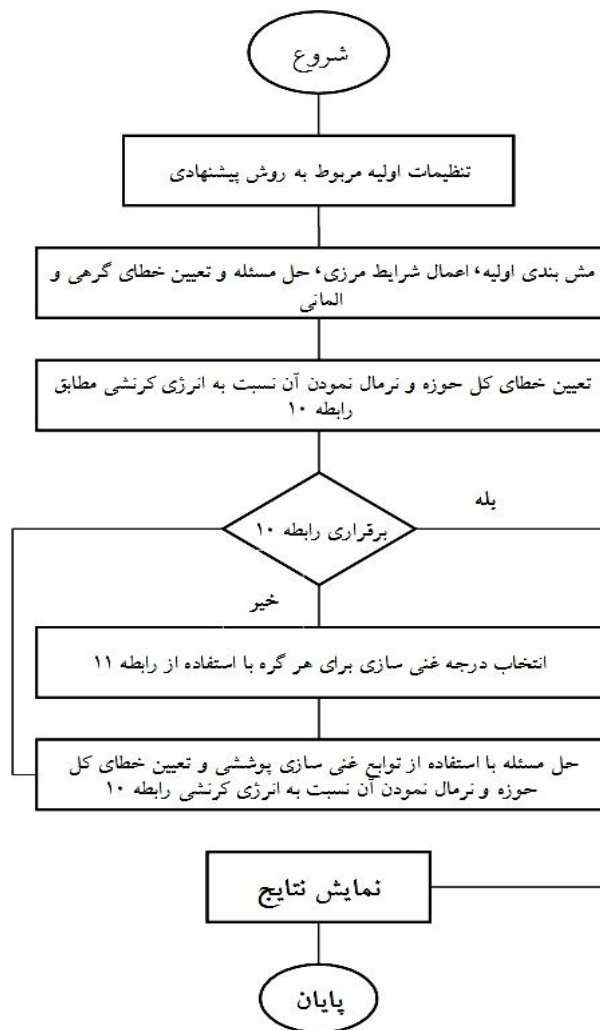 شروع
تنظیمات اولیه مربوط به روش پیشنهادی
مش بندی اولیه، اعمال شرایط مرزی، حل مسئله و تعیین خطای گرهی و
المانی
تعیین خطای کل حوزه و نرمال نمودن آن نسبت به انرژی کرنشی مطابق
رابطه ۱۰
بله
برقراری رابطه ۱۰
خیر
انتخاب درجه غنی سازی برای هر گره با استفاده از رابطه ۱۱
حل مسئله با استفاده از توابع غنی سازی پوششی و تعیین خطای کل
حوزه و نرمال نمودن آن نسبت به انرژی کرنشی رابطه ۱۰
نمایش نتایج
پایان